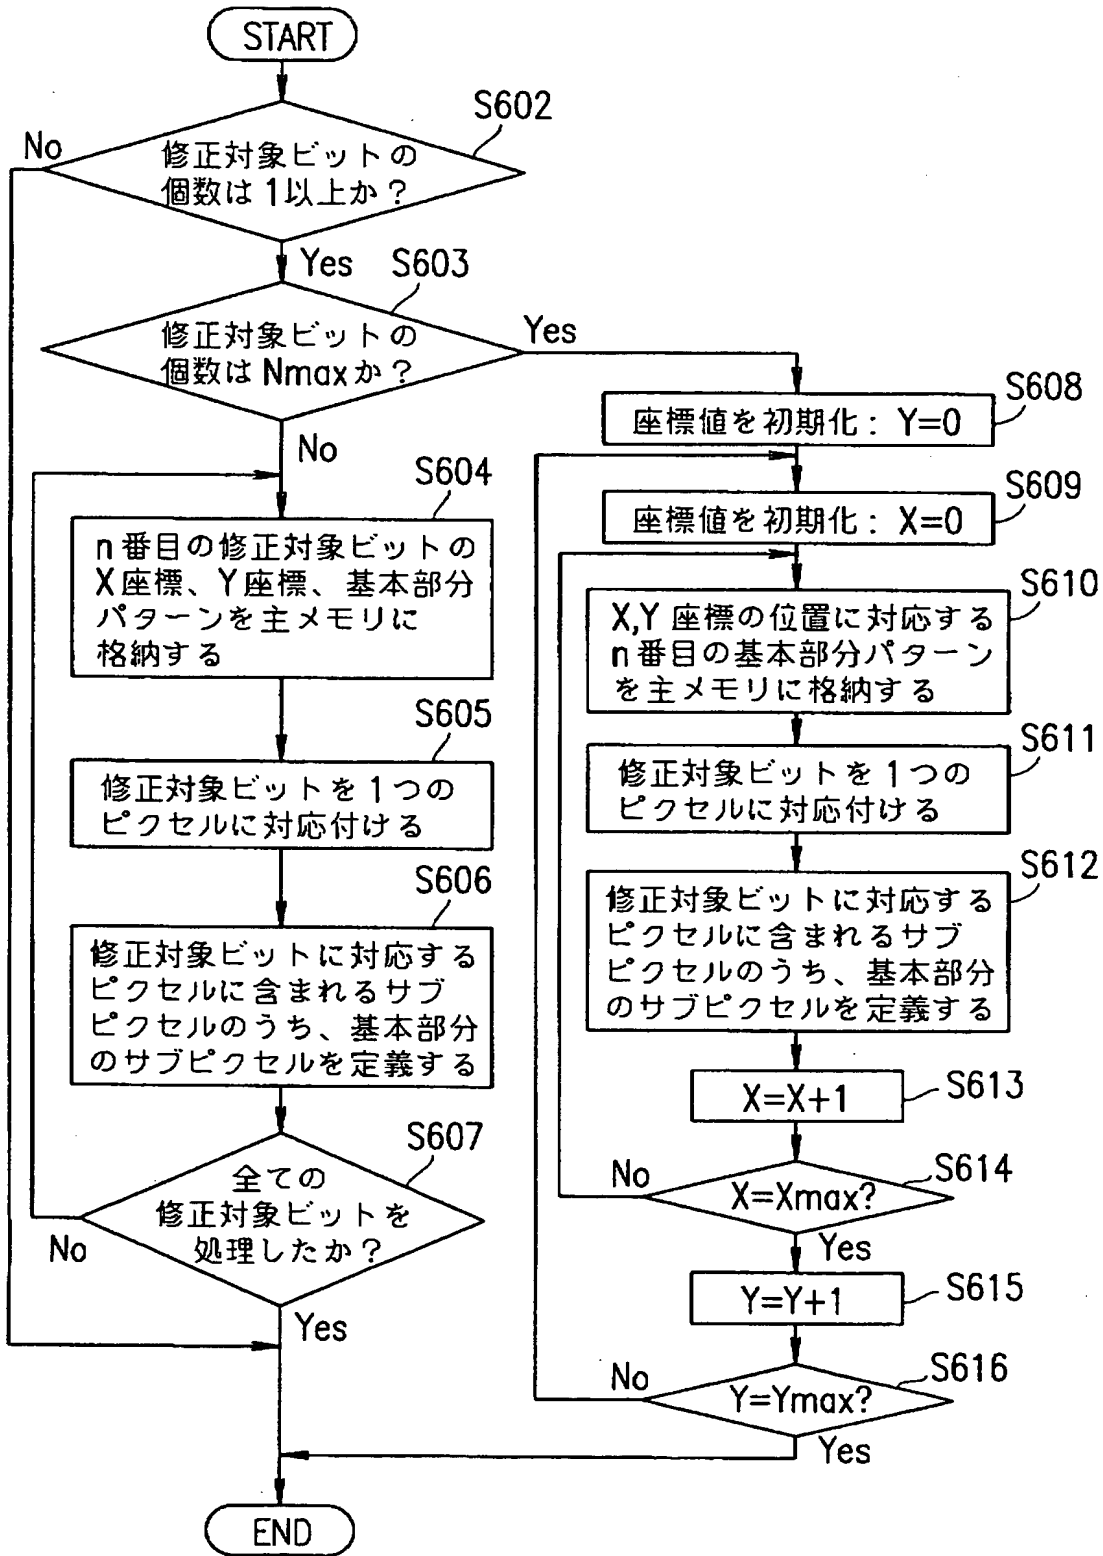 START
S602
No
修正対象ビットの
個数は1以上か?
Yes
S603
修正対象ビットの
個数はNmaxか?
Yes
No
S604
n番目の修正対象ビットの
X座標、Y座標、基本部分
パターンを主メモリに
格納する
S605
修正対象ビットを1つの
ピクセルに対応付ける
S606
修正対象ビットに対応する
ピクセルに含まれるサブ
ピクセルのうち、基本部分
のサブピクセルを定義する
S607
全ての
修正対象ビットを
処理したか?
No
Yes
S608
座標値を初期化: Y=0
S609
座標値を初期化: X=0
S610
X,Y座標の位置に対応する
n番目の基本部分パターン
を主メモリに格納する
S611
修正対象ビットを1つの
ピクセルに対応付ける
S612
修正対象ビットに対応する
ピクセルに含まれるサブ
ピクセルのうち、基本部分
のサブピクセルを定義する
S613
X=X+1
S614
No
X=Xmax?
Yes
S615
Y=Y+1
S616
No
Y=Ymax?
Yes
END